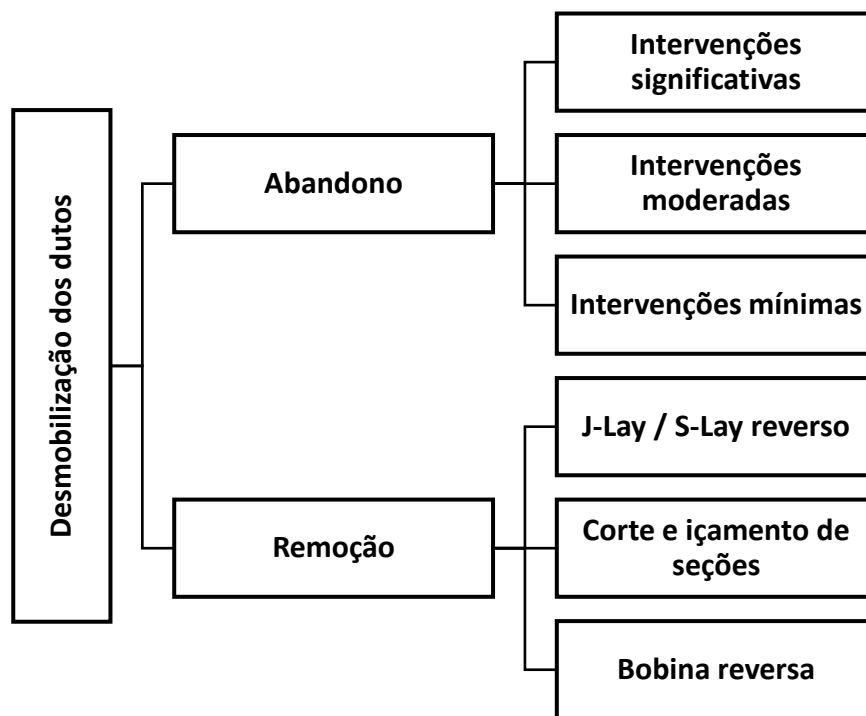 Desmobilização dos dutos
Abandono
Intervenções
significativas
Intervenções
moderadas
Intervenções mínimas
Remoção
J-Lay / S-Lay reverso
Corte e içamento de
seções
Bobina reversa